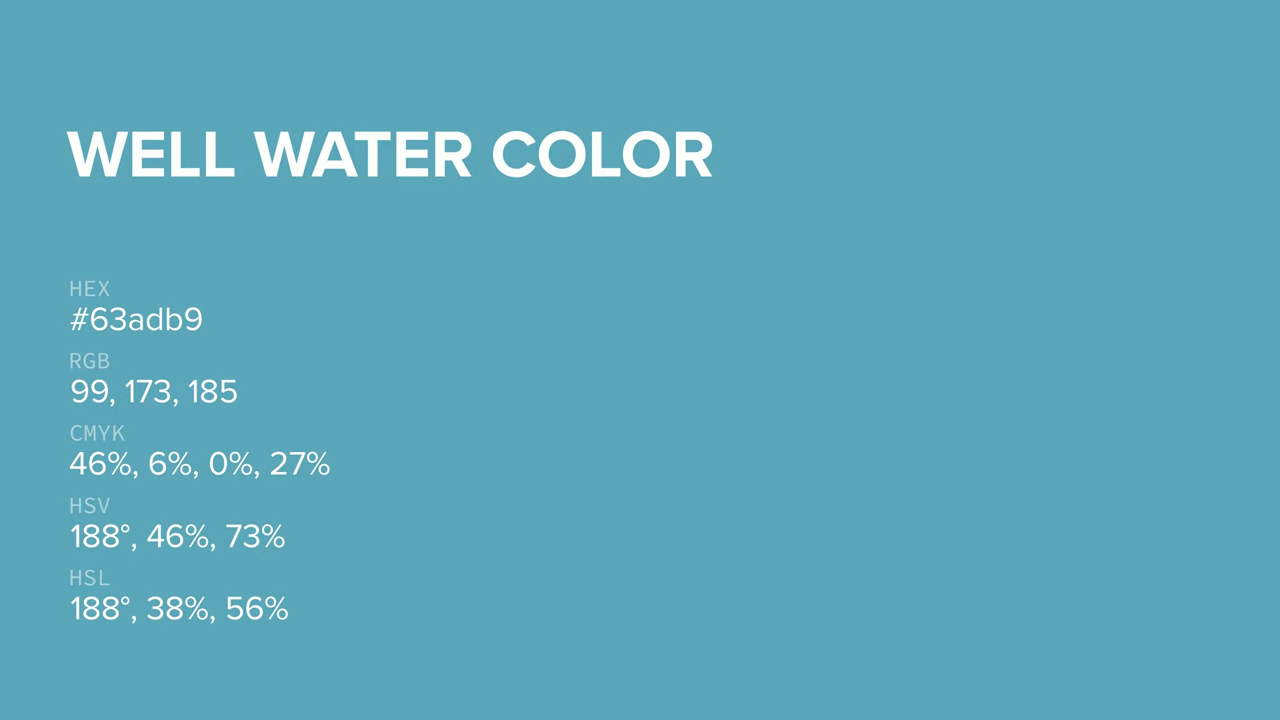 WELL WATER COLOR
HEX
#63adb9
RGB
99, 173, 185
CMYK
46%, 6%, 0%, 27%
HSV
188°, 46%, 73%
HSL
188°, 38%, 56%